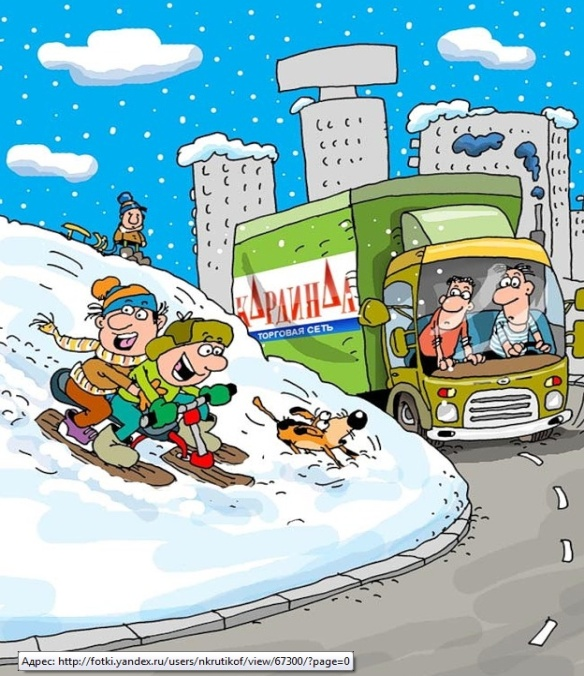 КАРДИНАЛ
ТОРГОВАЯ СЕТЬ
Адрес: http://fotki.yandex.ru/users/nkrutikof/view/67300/?page=0